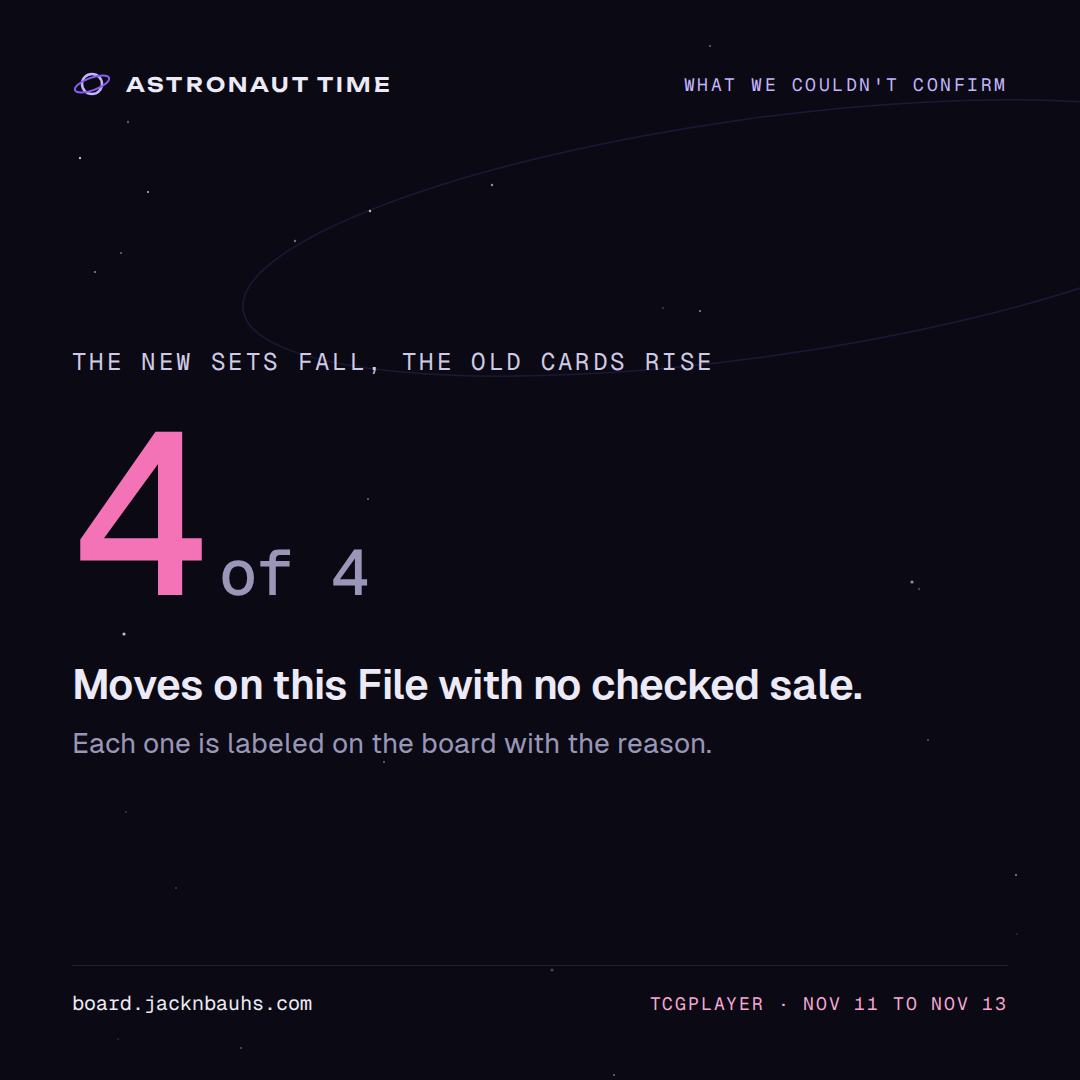 ASTRONAUT TIME
WHAT WE COULDN'T CONFIRM
THE NEW SETS FALL, THE OLD CARDS RISE
4 of 4
Moves on this File with no checked sale.
Each one is labeled on the board with the reason.
board.jacknbauhs.com
TCGPLAYER · NOV 11 TO NOV 13